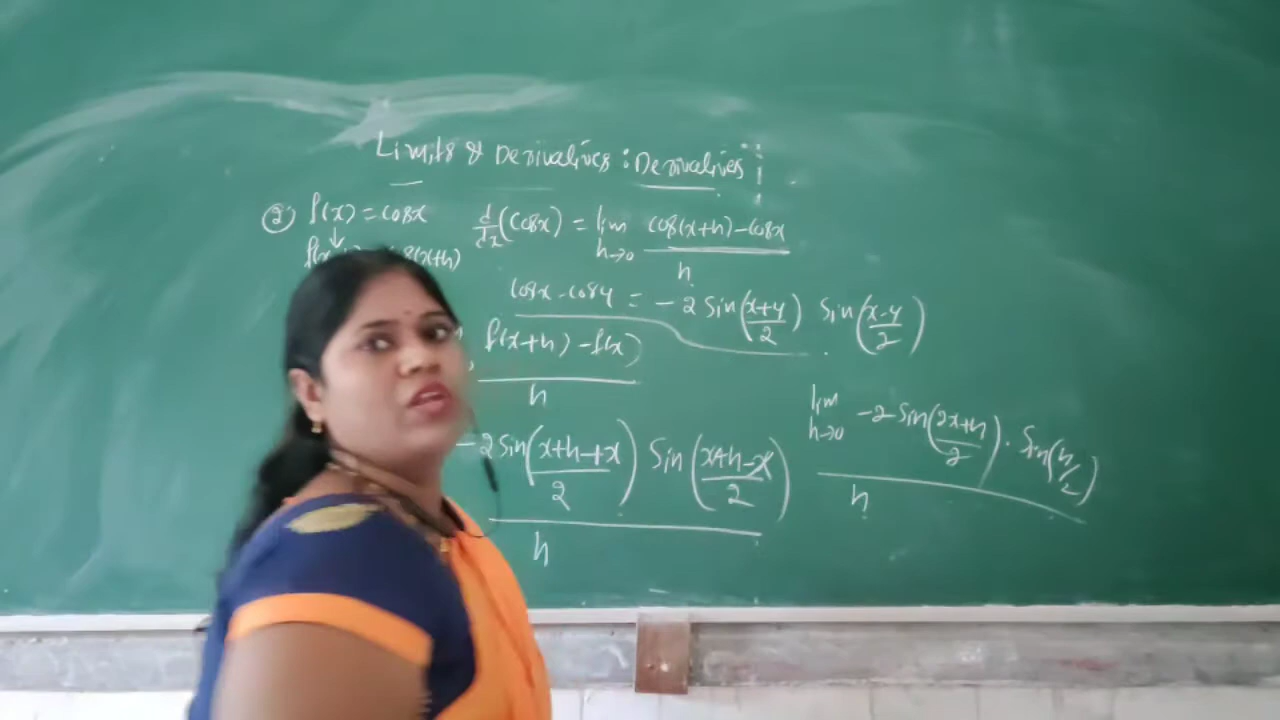 Limits & Derivatives : Derivatives
② f(x) = cosx
d/dx (cosx) = lim h→0 cos(x+h) - cosx / h
cos(x+h)
cosx - cosy = -2 sin(x+y/2) sin(x-y/2)
f(x+h) - f(x) / h
-2 sin(x+h+x/2) sin(x+h-x/2) / h
lim h→0 -2 sin(2x+h/2) · sin(h/2) / h